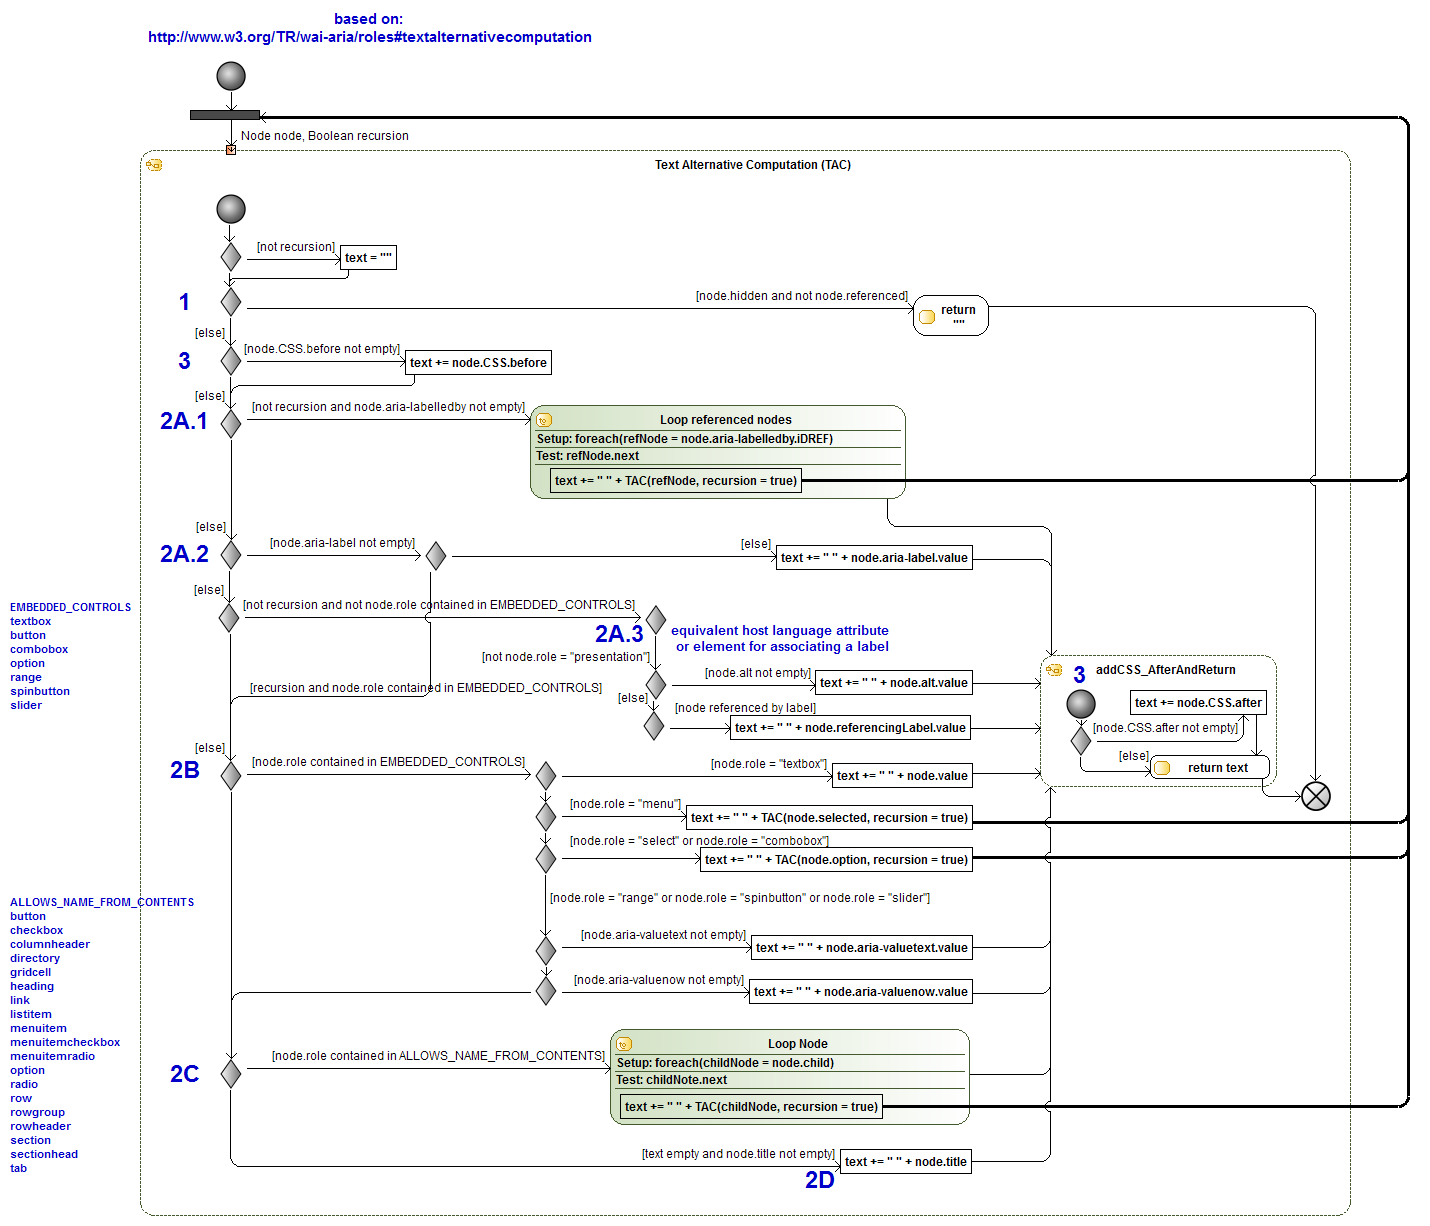 based on:
http://www.w3.org/TR/wai-aria/roles#textalternativecomputation
Node node, Boolean recursion
Text Alternative Computation (TAC)
[not recursion]
text = ""
1
[node.hidden and not node.referenced]
return
""
[else]
3
[node.CSS.before not empty]
text += node.CSS.before
[else]
2A.1
[not recursion and node.aria-labelledby not empty]
Loop referenced nodes
Setup: foreach(refNode = node.aria-labelledby.iDREF)
Test: refNode.next
text += " " + TAC(refNode, recursion = true)
[else]
2A.2
[node.aria-label not empty]
[else]
text += " " + node.aria-label.value
[else]
[not recursion and not node.role contained in EMBEDDED_CONTROLS]
2A.3
equivalent host language attribute
or element for associating a label
EMBEDDED_CONTROLS
textbox
button
combobox
option
range
spinbutton
slider
[not node.role = "presentation"]
[node.alt not empty]
text += " " + node.alt.value
[recursion and node.role contained in EMBEDDED_CONTROLS]
[else]
[node referenced by label]
text += " " + node.referencingLabel.value
3
addCSS_AfterAndReturn
text += node.CSS.after
[node.CSS.after not empty]
[else]
return text
[else]
2B
[node.role contained in EMBEDDED_CONTROLS]
[node.role = "textbox"]
text += " " + node.value
[node.role = "menu"]
text += " " + TAC(node.selected, recursion = true)
[node.role = "select" or node.role = "combobox"]
text += " " + TAC(node.option, recursion = true)
[node.role = "range" or node.role = "spinbutton" or node.role = "slider"]
[node.aria-valuetext not empty]
text += " " + node.aria-valuetext.value
[node.aria-valuenow not empty]
text += " " + node.aria-valuenow.value
ALLOWS_NAME_FROM_CONTENTS
button
checkbox
columnheader
directory
gridcell
heading
link
listitem
menuitem
menuitemcheckbox
menuitemradio
option
radio
row
rowgroup
rowheader
section
sectionhead
tab
2C
[node.role contained in ALLOWS_NAME_FROM_CONTENTS]
Loop Node
Setup: foreach(childNode = node.child)
Test: childNote.next
text += " " + TAC(childNode, recursion = true)
[text empty and node.title not empty]
text += " " + node.title
2D